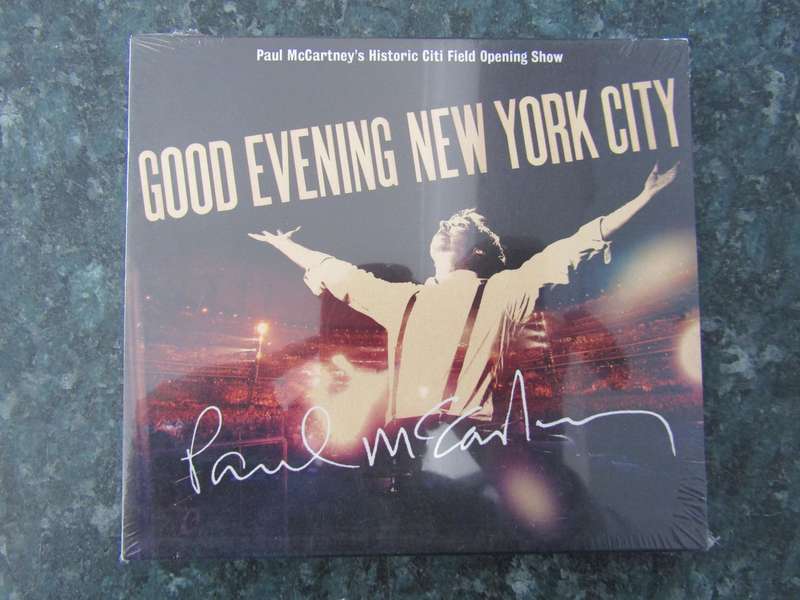 Paul McCartney's Historic Citi Field Opening Show
GOOD EVENING NEW YORK CITY
Paul McCartney